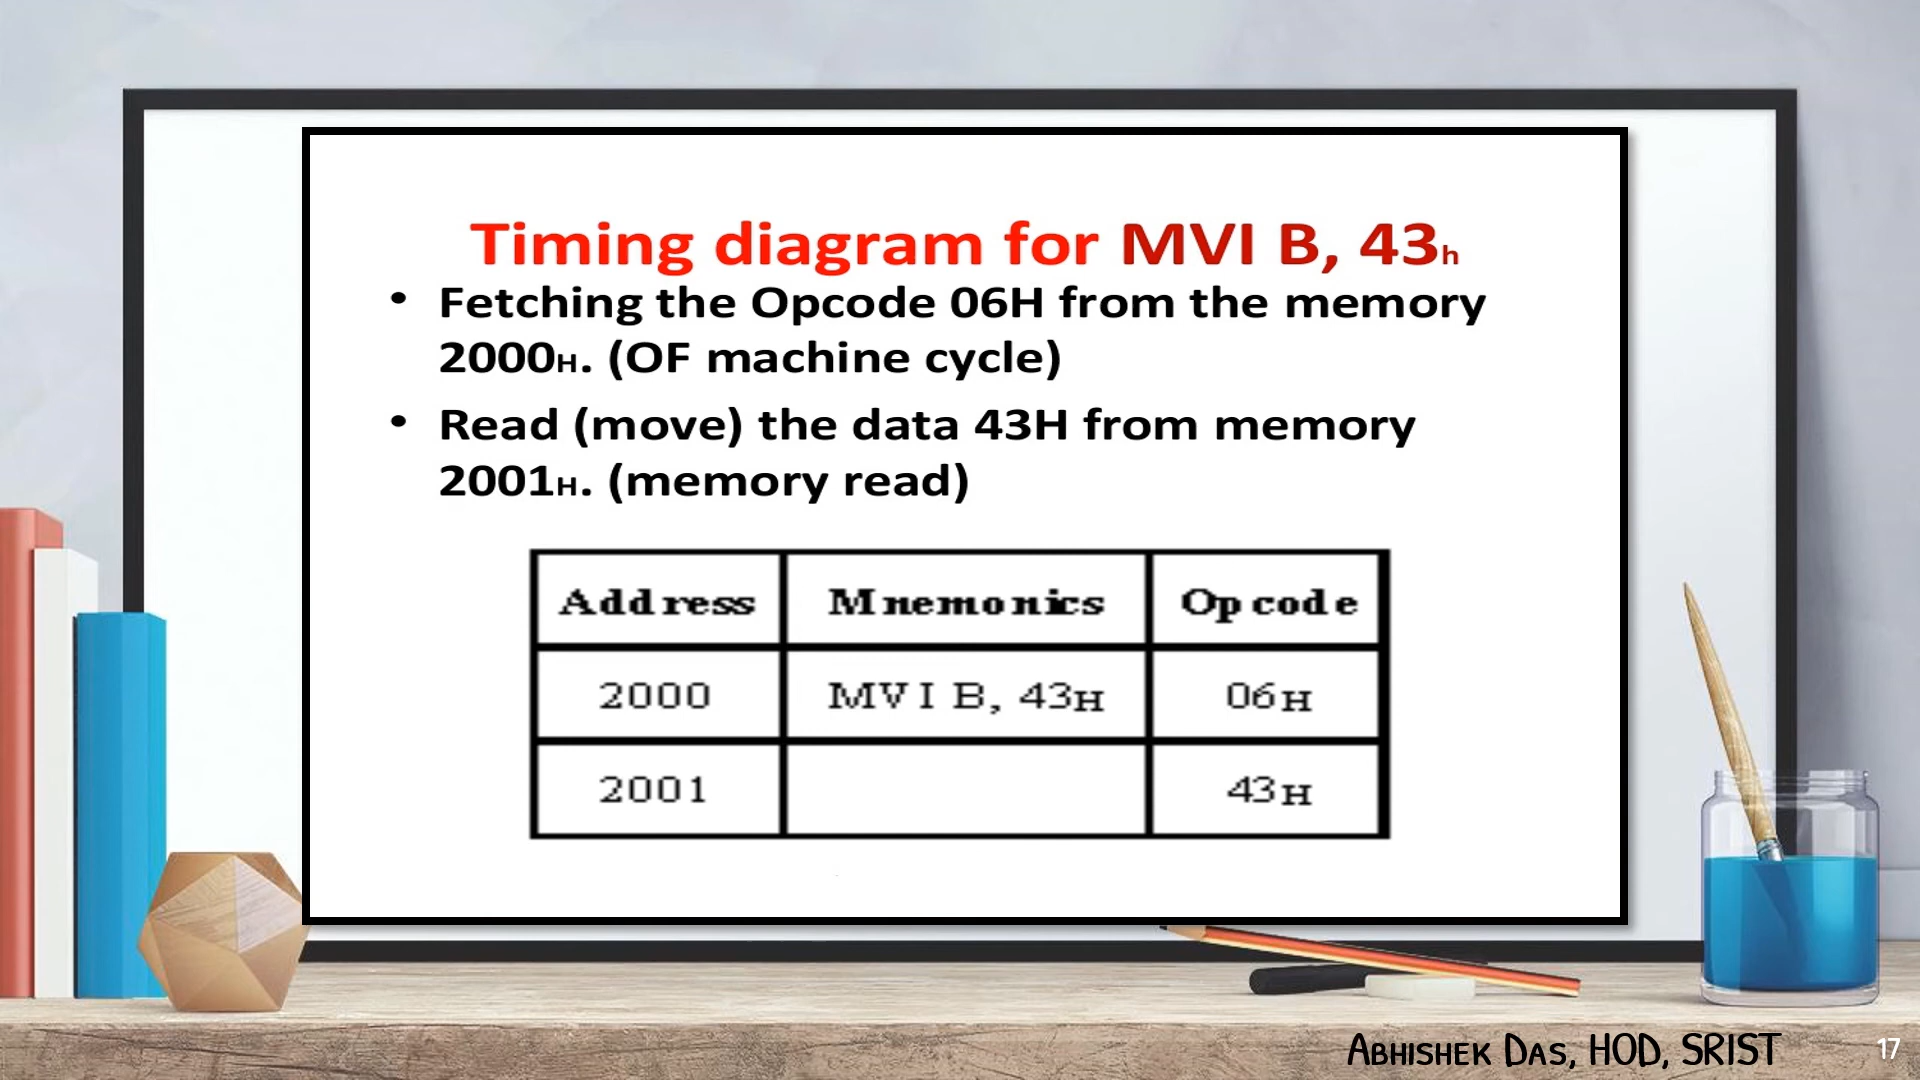 Timing diagram for MVI B, 43h
• Fetching the Opcode 06H from the memory
2000H. (OF machine cycle)
• Read (move) the data 43H from memory
2001H. (memory read)
Address Mnemonics Opcode
2000 MVI B, 43H 06H
2001 43H
Abhishek Das, HOD, SRIST
17